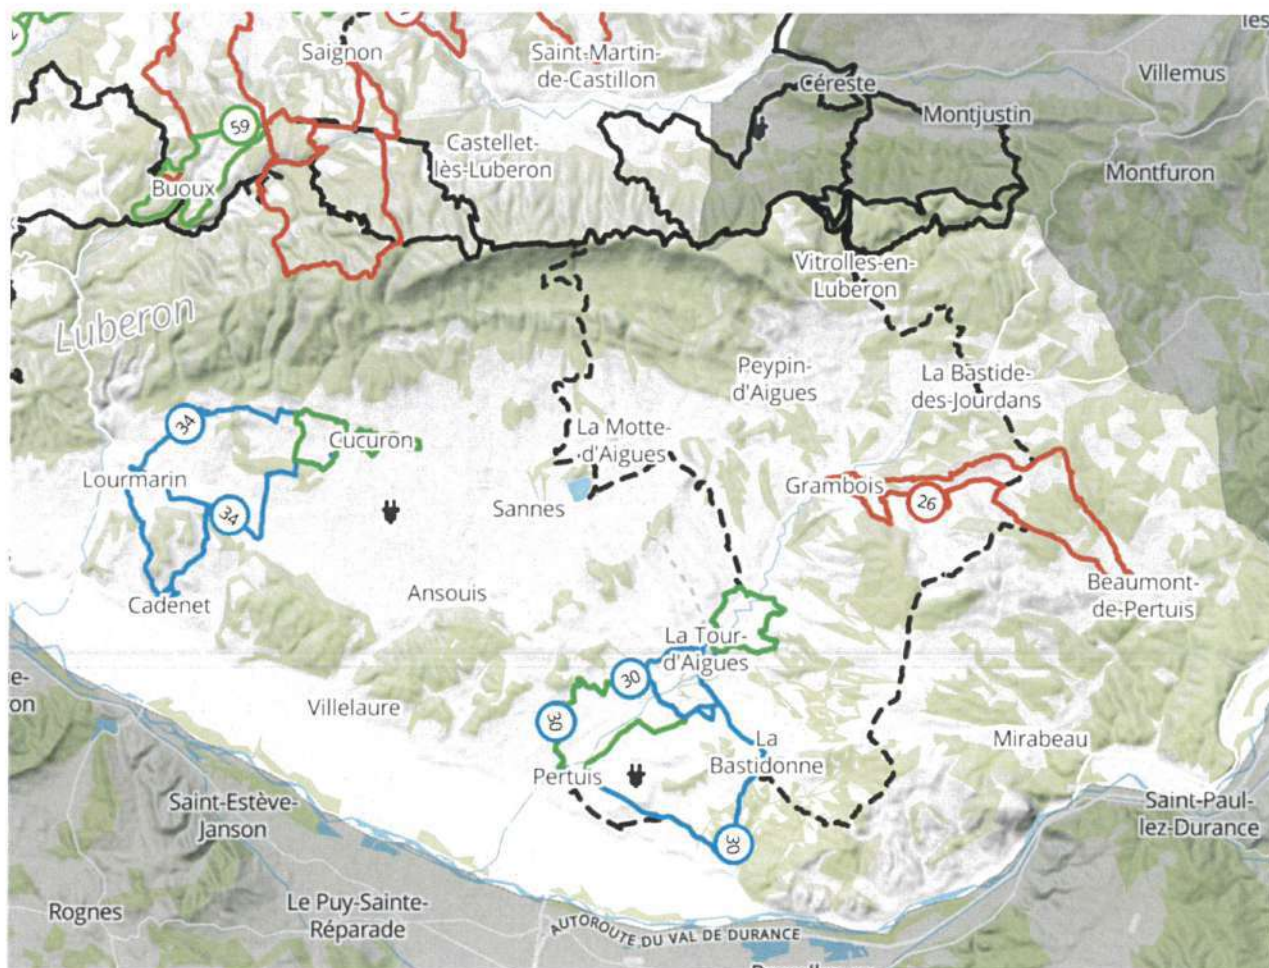 Saignon
Saint-Martin-
de-Castillon
Céreste
Villemus
59
Montjustin
Castellet-
lès-Luberon
Buoux
Montfuron
Vitrolles-en-
Luberon
Luberon
Peypin-
d'Aigues
La Bastide-
des-Jourdans
34
Cucuron
La Motte-
d'Aigues
Lourmarin
Grambois
26
34
Sannes
Cadenet
Ansouis
Beaumont-
de-Pertuis
La Tour-
d'Aigues
30
Villelaure
30
Mirabeau
La
Bastidonne
Pertuis
Saint-Estève-
Janson
Saint-Paul-
lez-Durance
30
Rognes
Le Puy-Sainte-
Réparade
AUTOROUTE DU VAL DE DURANCE